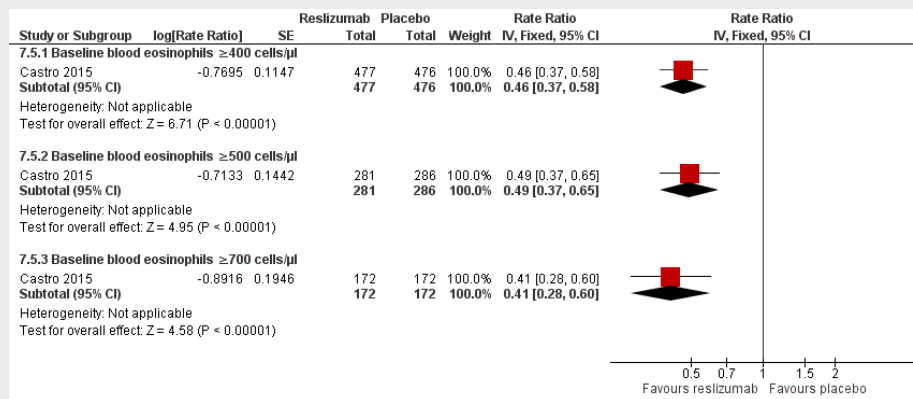 Reslizumab Placebo Rate Ratio Rate Ratio
Study or Subgroup log[Rate Ratio] SE Total Total Weight IV, Fixed, 95% CI IV, Fixed, 95% CI
7.5.1 Baseline blood eosinophils ≥400 cells/µl
Castro 2015 -0.7695 0.1147 477 476 100.0% 0.46 [0.37, 0.58]
Subtotal (95% CI) 477 476 100.0% 0.46 [0.37, 0.58]
Heterogeneity: Not applicable
Test for overall effect: Z = 6.71 (P < 0.00001)
7.5.2 Baseline blood eosinophils ≥500 cells/µl
Castro 2015 -0.7133 0.1442 281 286 100.0% 0.49 [0.37, 0.65]
Subtotal (95% CI) 281 286 100.0% 0.49 [0.37, 0.65]
Heterogeneity: Not applicable
Test for overall effect: Z = 4.95 (P < 0.00001)
7.5.3 Baseline blood eosinophils ≥700 cells/µl
Castro 2015 -0.8916 0.1946 172 172 100.0% 0.41 [0.28, 0.60]
Subtotal (95% CI) 172 172 100.0% 0.41 [0.28, 0.60]
Heterogeneity: Not applicable
Test for overall effect: Z = 4.58 (P < 0.00001)
0.5 0.7 1 1.5 2
Favours reslizumab Favours placebo